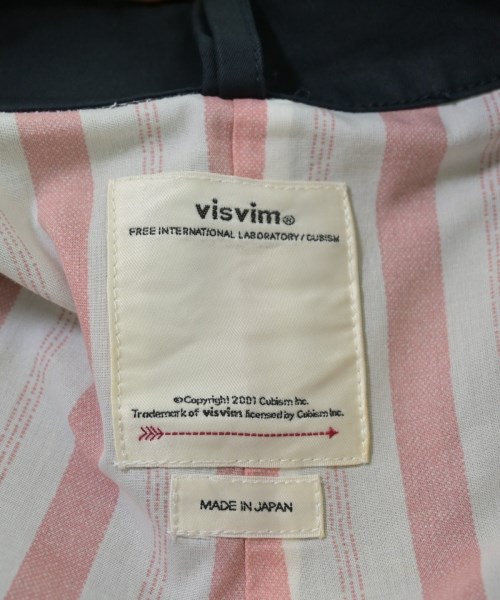 visvim®
FREE INTERNATIONAL LABORATORY / CUBISM
©Copyright 2001 Cubism Inc.
Trademark of visvim licensed by Cubism Inc.
MADE IN JAPAN